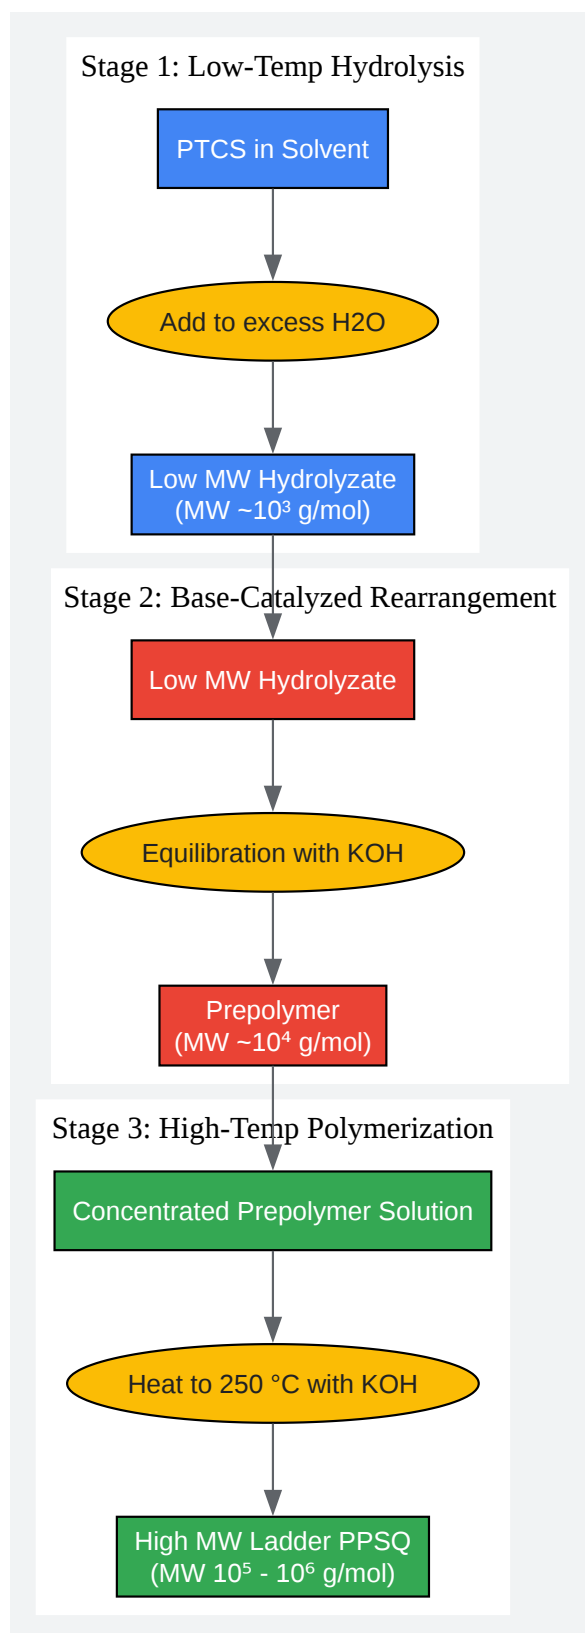 Stage 1: Low-Temp Hydrolysis
PTCS in Solvent
Add to excess H2O
Low MW Hydrolyzate
(MW ~10³ g/mol)
Stage 2: Base-Catalyzed Rearrangement
Low MW Hydrolyzate
Equilibration with KOH
Prepolymer
(MW ~10⁴ g/mol)
Stage 3: High-Temp Polymerization
Concentrated Prepolymer Solution
Heat to 250 °C with KOH
High MW Ladder PPSQ
(MW 10⁵ - 10⁶ g/mol)